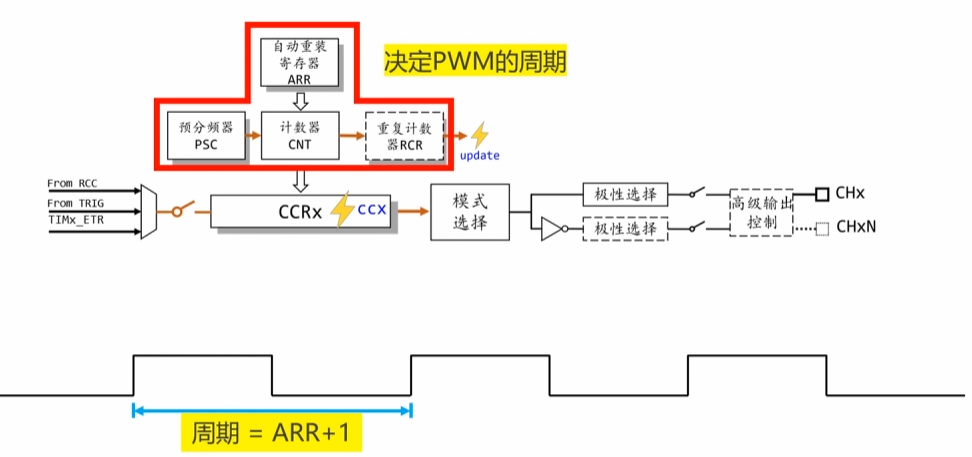 自动重装
寄存器
ARR
决定PWM的周期
预分频器
PSC
计数器
CNT
重复计数
器RCR
update
From RCC
From TRIG
TIMx_ETR
CCRx
CCX
模式
选择
极性选择
极性选择
高级输出
控制
CHx
CHxN
周期 = ARR+1